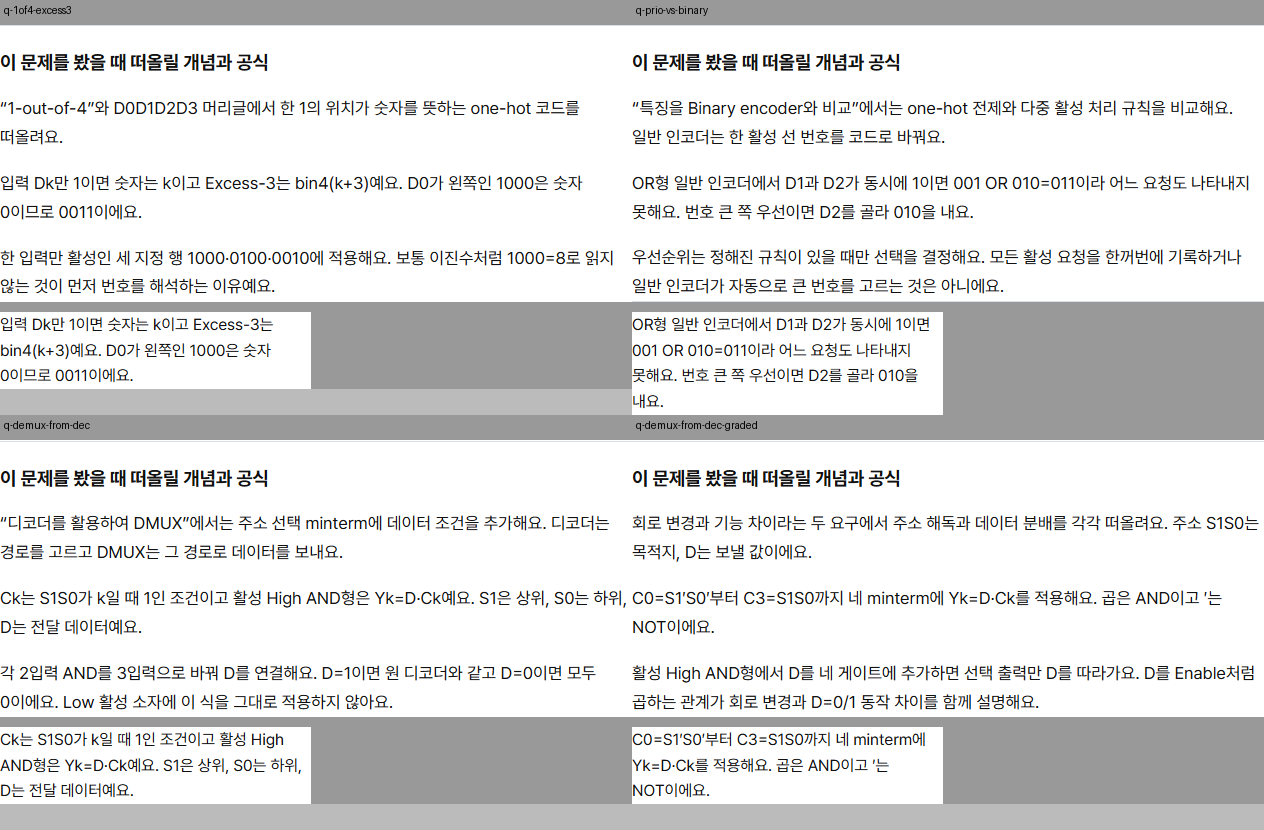 q-1of4-excess3
이 문제를 봤을 때 떠올릴 개념과 공식
“1-out-of-4”와 D0D1D2D3 머리글에서 한 1의 위치가 숫자를 뜻하는 one-hot 코드를
떠올려요.
입력 Dk만 1이면 숫자는 k이고 Excess-3는 bin4(k+3)예요. D0가 왼쪽인 1000은 숫자
0이므로 0011이에요.
한 입력만 활성인 세 지정 행 1000·0100·0010에 적용해요. 보통 이진수처럼 1000=8로 읽지
않는 것이 먼저 번호를 해석하는 이유예요.
입력 Dk만 1이면 숫자는 k이고 Excess-3는
bin4(k+3)예요. D0가 왼쪽인 1000은 숫자
0이므로 0011이에요.
q-prio-vs-binary
이 문제를 봤을 때 떠올릴 개념과 공식
“특징을 Binary encoder와 비교”에서는 one-hot 전제와 다중 활성 처리 규칙을 비교해요.
일반 인코더는 한 활성 선 번호를 코드로 바꿔요.
OR형 일반 인코더에서 D1과 D2가 동시에 1이면 001 OR 010=011이라 어느 요청도 나타내지
못해요. 번호 큰 쪽 우선이면 D2를 골라 010을 내요.
우선순위는 정해진 규칙이 있을 때만 선택을 결정해요. 모든 활성 요청을 한꺼번에 기록하거나
일반 인코더가 자동으로 큰 번호를 고르는 것은 아니에요.
OR형 일반 인코더에서 D1과 D2가 동시에 1이면
001 OR 010=011이라 어느 요청도 나타내지
못해요. 번호 큰 쪽 우선이면 D2를 골라 010을
내요.
q-demux-from-dec
이 문제를 봤을 때 떠올릴 개념과 공식
“디코더를 활용하여 DMUX”에서는 주소 선택 minterm에 데이터 조건을 추가해요. 디코더는
경로를 고르고 DMUX는 그 경로로 데이터를 보내요.
Ck는 S1S0가 k일 때 1인 조건이고 활성 High AND형은 Yk=D·Ck예요. S1은 상위, S0는 하위,
D는 전달 데이터예요.
각 2입력 AND를 3입력으로 바꿔 D를 연결해요. D=1이면 원 디코더와 같고 D=0이면 모두
0이에요. Low 활성 소자에 이 식을 그대로 적용하지 않아요.
Ck는 S1S0가 k일 때 1인 조건이고 활성 High
AND형은 Yk=D·Ck예요. S1은 상위, S0는 하위,
D는 전달 데이터예요.
q-demux-from-dec-graded
이 문제를 봤을 때 떠올릴 개념과 공식
회로 변경과 기능 차이라는 두 요구에서 주소 해독과 데이터 분배를 각각 떠올려요. 주소 S1S0는
목적지, D는 보낼 값이에요.
C0=S1′S0′부터 C3=S1S0까지 네 minterm에 Yk=D·Ck를 적용해요. 곱은 AND이고 ′는
NOT이에요.
활성 High AND형에서 D를 네 게이트에 추가하면 선택 출력만 D를 따라가요. D를 Enable처럼
곱하는 관계가 회로 변경과 D=0/1 동작 차이를 함께 설명해요.
C0=S1′S0′부터 C3=S1S0까지 네 minterm에
Yk=D·Ck를 적용해요. 곱은 AND이고 ′는
NOT이에요.